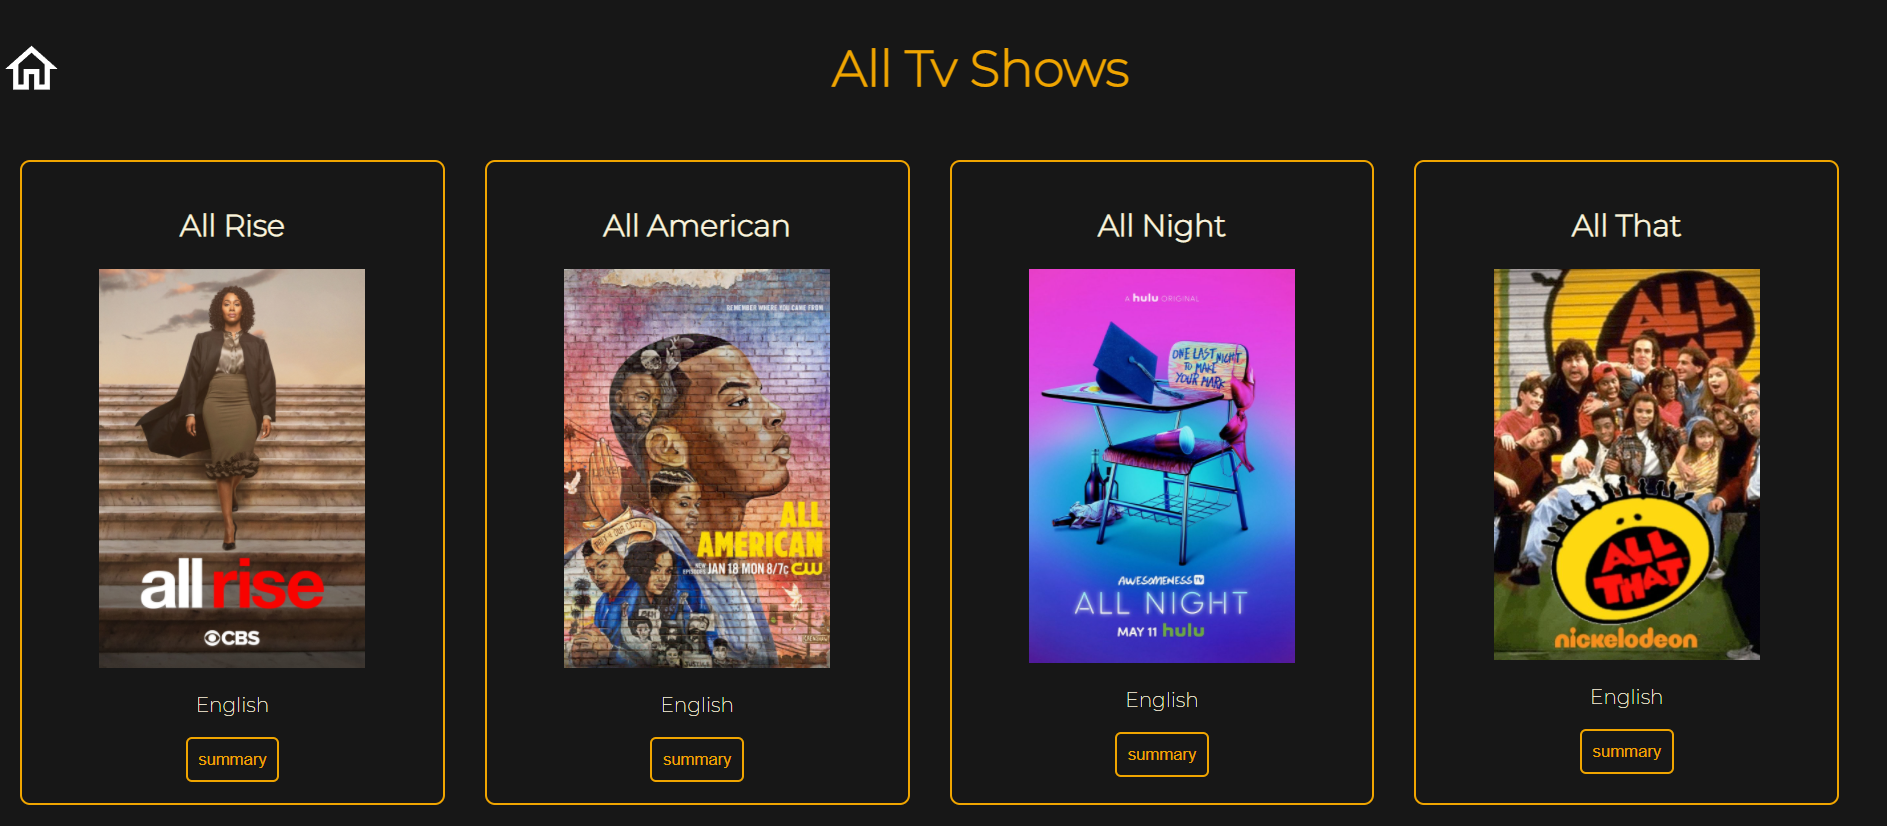 All Tv Shows
All Rise
all rise
CBS
English
summary
All American
REMEMBER WHERE YOU CAME FROM
ALL
AMERICAN
NEW EPISODES JAN 18 MON 8/7c CW
English
summary
All Night
A hulu ORIGINAL
ONE LAST NIGHT
TO MAKE
YOUR MARK
AWESOMENESS TV
ALL NIGHT
MAY 11 hulu
English
summary
All That
ALL
ALL
THAT
nickelodeon
English
summary